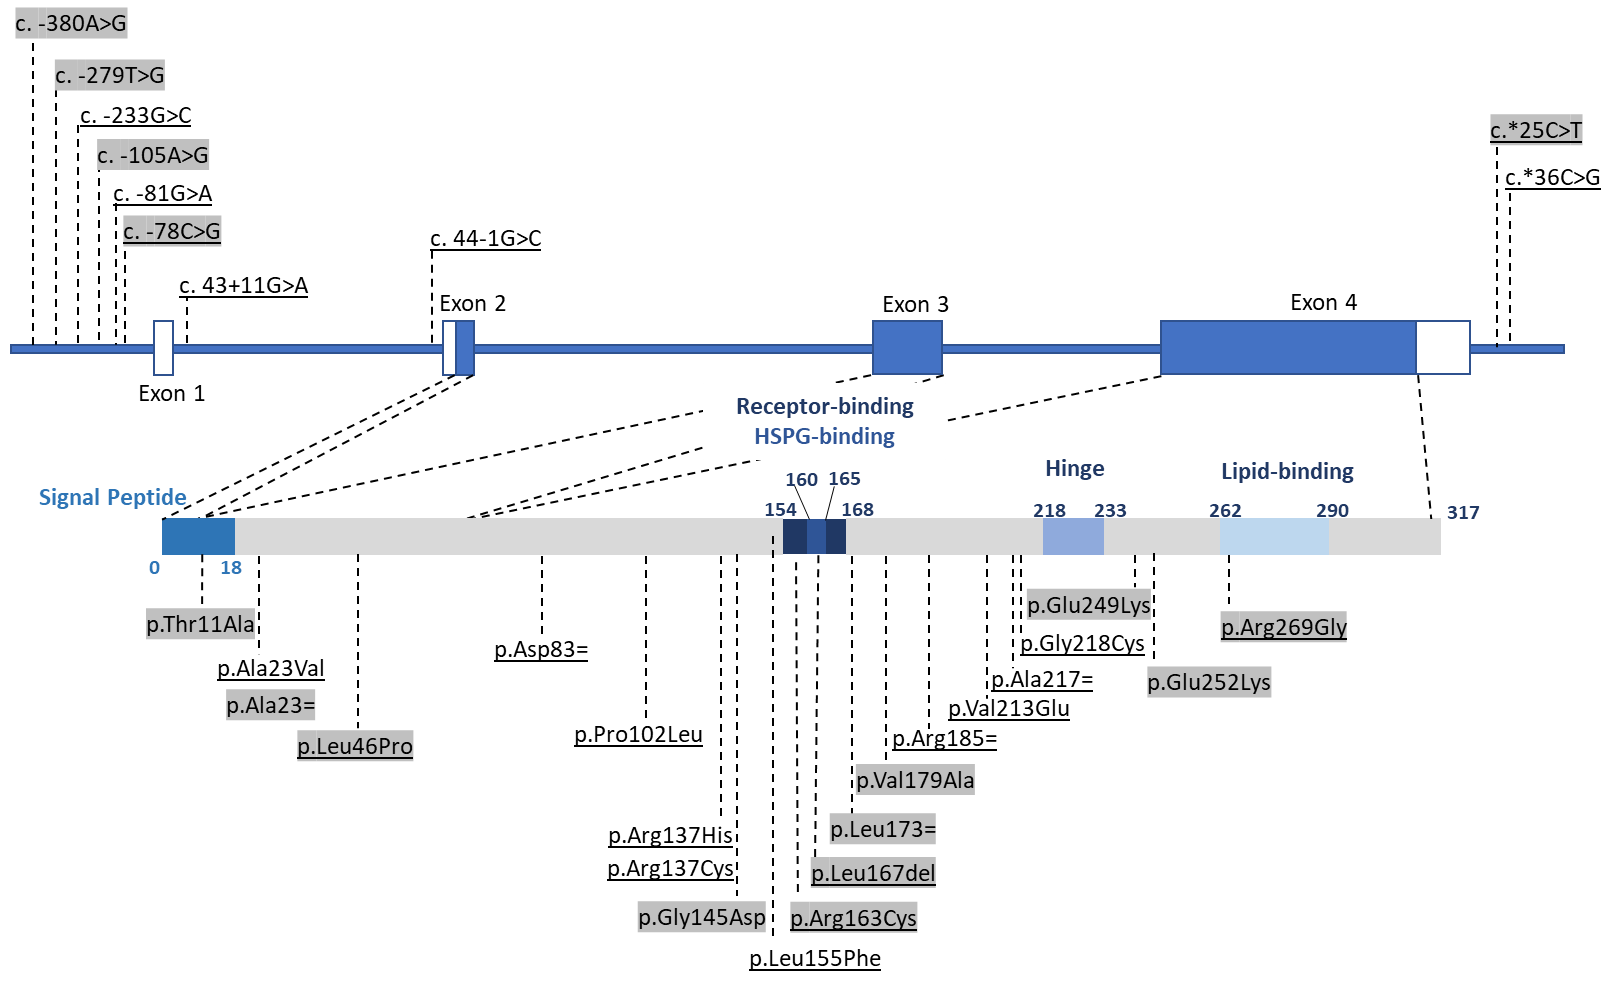 c. -380A>G
c. -279T>G
c. -233G>C
c. -105A>G
c. -81G>A
c. -78C>G
c. 43+11G>A
c. 44-1G>C
c.*25C>T
c.*36C>G
Exon 1
Exon 2
Exon 3
Exon 4
Receptor-binding
HSPG-binding
Signal Peptide
Hinge
Lipid-binding
160
165
154
168
218
233
262
290
317
0
18
p.Thr11Ala
p.Ala23Val
p.Ala23=
p.Leu46Pro
p.Asp83=
p.Pro102Leu
p.Arg137His
p.Arg137Cys
p.Gly145Asp
p.Leu155Phe
p.Arg163Cys
p.Leu167del
p.Leu173=
p.Val179Ala
p.Arg185=
p.Val213Glu
p.Ala217=
p.Gly218Cys
p.Glu249Lys
p.Glu252Lys
p.Arg269Gly